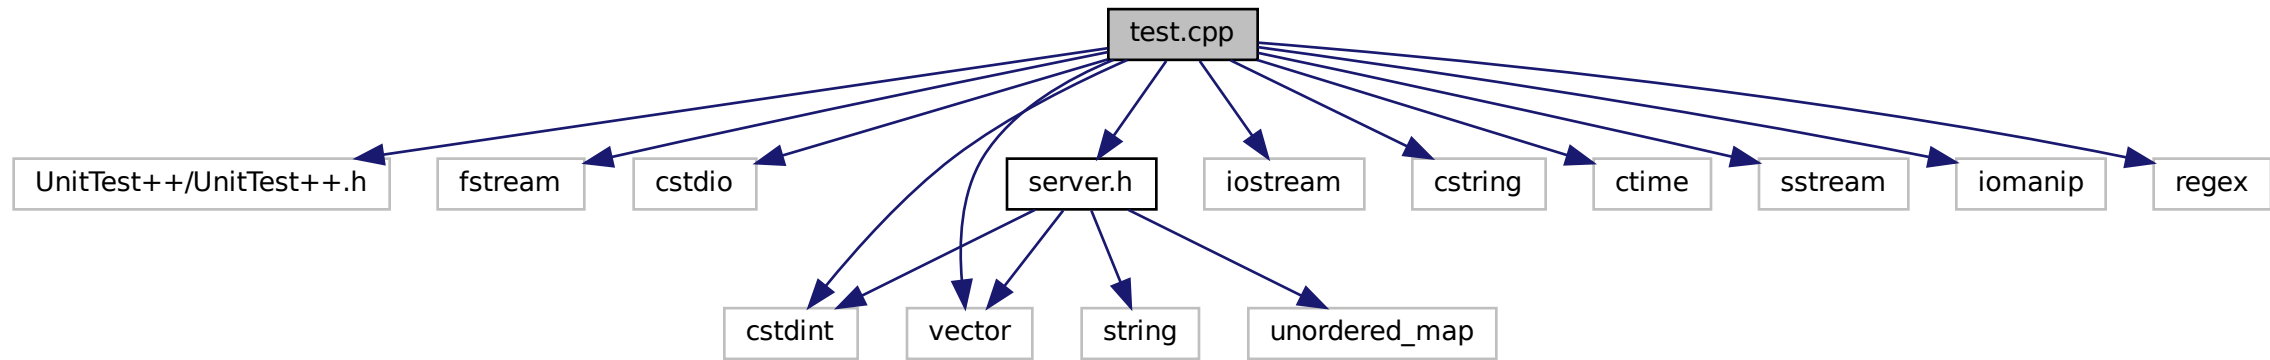 test.cpp
UnitTest++/UnitTest++.h
fstream
cstdio
server.h
iostream
cstring
ctime
sstream
iomanip
regex
cstdint
vector
string
unordered_map